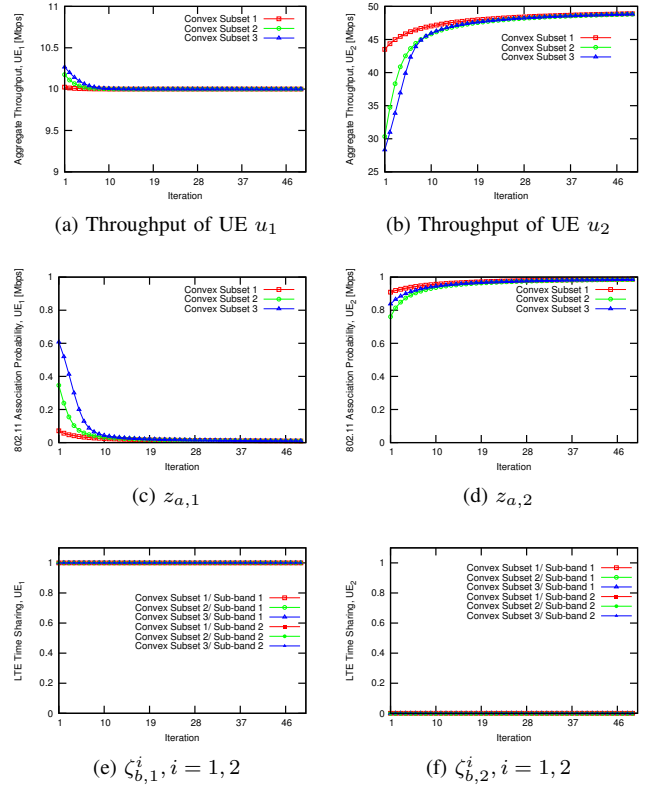 Aggregate Throughput, UE1 [Mbps]
11
10.5
10
9.5
9
1 10 19 28 37 46
Iteration
Convex Subset 1
Convex Subset 2
Convex Subset 3
(a) Throughput of UE u1
Aggregate Throughput, UE2 [Mbps]
50
45
40
35
30
25
1 10 19 28 37 46
Iteration
Convex Subset 1
Convex Subset 2
Convex Subset 3
(b) Throughput of UE u2
802.11 Association Probability, UE1 [Mbps]
1
0.8
0.6
0.4
0.2
0
1 10 19 28 37 46
Iteration
Convex Subset 1
Convex Subset 2
Convex Subset 3
(c) za,1
802.11 Association Probability, UE2 [Mbps]
1
0.8
0.6
0.4
0.2
0
1 10 19 28 37 46
Iteration
Convex Subset 1
Convex Subset 2
Convex Subset 3
(d) za,2
LTE Time Sharing, UE1
1
0.8
0.6
0.4
0.2
0
1 10 19 28 37 46
Iteration
Convex Subset 1/ Sub-band 1
Convex Subset 2/ Sub-band 1
Convex Subset 3/ Sub-band 1
Convex Subset 1/ Sub-band 2
Convex Subset 2/ Sub-band 2
Convex Subset 3/ Sub-band 2
(e) ζib,1, i = 1, 2
LTE Time Sharing, UE2
1
0.8
0.6
0.4
0.2
0
1 10 19 28 37 46
Iteration
Convex Subset 1/ Sub-band 1
Convex Subset 2/ Sub-band 1
Convex Subset 3/ Sub-band 1
Convex Subset 1/ Sub-band 2
Convex Subset 2/ Sub-band 2
Convex Subset 3/ Sub-band 2
(f) ζib,2, i = 1, 2